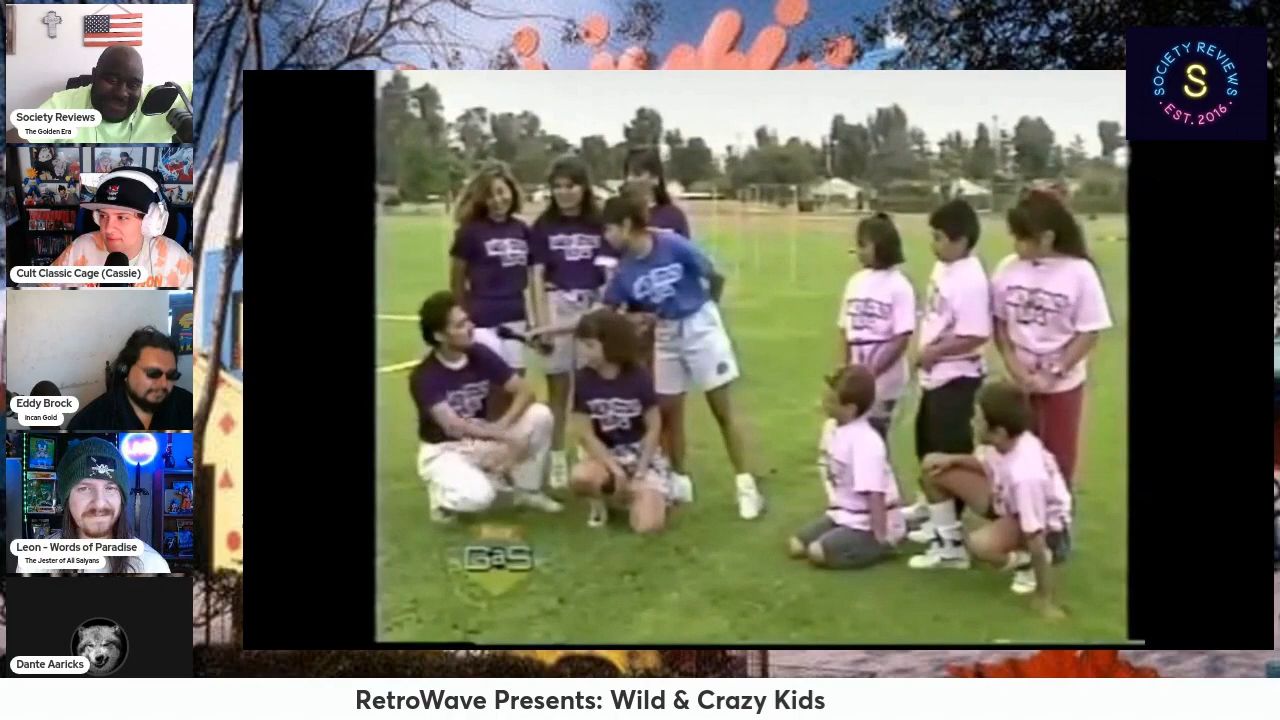 Society Reviews
The Golden Era
Cult Classic Cage (Cassie)
Eddy Brock
Incan Gold
Leon - Words of Paradise
The Jester of All Saiyans
Dante Aaricks
SOCIETY REVIEWS
S
· EST. 2016 ·
GaS
RetroWave Presents: Wild & Crazy Kids